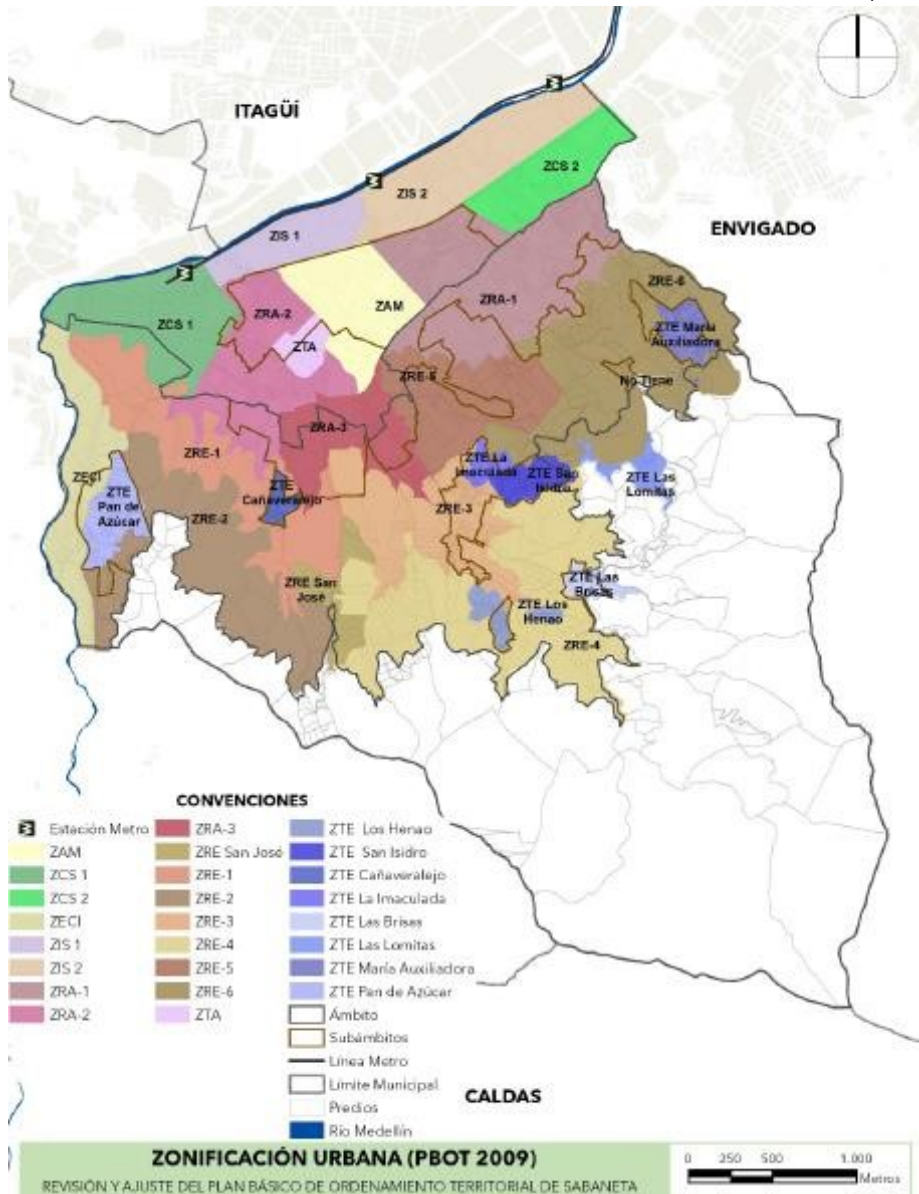 ITAGÜÍ
ZCS 2
ZIS 2
ENVIGADO
ZIS 1
ZRE-6
ZAM
ZRA-1
ZRA-2
ZTE María
Auxiliadora
ZCS 1
ZTA
ZRE-5
No Tiene
ZRA-3
ZRE-1
ZTE La
Imaculada
ZTE San
Isidro
ZTE Las
Lomitas
ZECI
ZTE
Cañaveralejo
ZTE
Pan de
Azúcar
ZRE-3
ZRE-2
ZRE San
José
ZTE Las
Brisas
ZTE Los
Henao
ZRE-4
CONVENCIONES
Estación Metro
ZAM
ZCS 1
ZCS 2
ZECI
ZIS 1
ZIS 2
ZRA-1
ZRA-2
ZRA-3
ZRE San José
ZRE-1
ZRE-2
ZRE-3
ZRE-4
ZRE-5
ZRE-6
ZTA
ZTE Los Henao
ZTE San Isidro
ZTE Cañaveralejo
ZTE La Imaculada
ZTE Las Brisas
ZTE Las Lomitas
ZTE María Auxiliadora
ZTE Pan de Azúcar
Ámbito
Subámbitos
Línea Metro
Límite Municipal
Predios
Río Medellín
CALDAS
ZONIFICACIÓN URBANA (PBOT 2009)
REVISIÓN Y AJUSTE DEL PLAN BÁSICO DE ORDENAMIENTO TERRITORIAL DE SABANETA
0 250 500 1.000
Metros